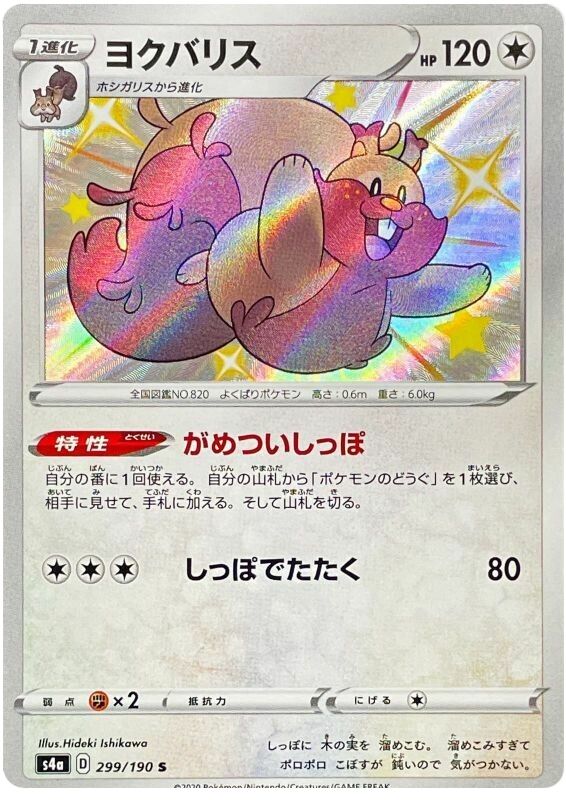 1進化
ヨクバリス
HP 120
ホシガリスから進化
全国図鑑NO.820 よくばりポケモン 高さ:0.6m 重さ:6.0kg
特性 がめついしっぽ
自分の番に1回使える。自分の山札から「ポケモンのどうぐ」を1枚選び、
相手に見せて、手札に加える。そして山札を切る。
しっぽでたたく 80
弱点 ×2 抵抗力 にげる
Illus.Hideki Ishikawa
しっぽに 木の実を 溜めこむ。溜めこみすぎて
s4a D 299/190 S
ポロポロ こぼすが 鈍いので 気がつかない。
©2020 Pokémon/Nintendo/Creatures/GAME FREAK